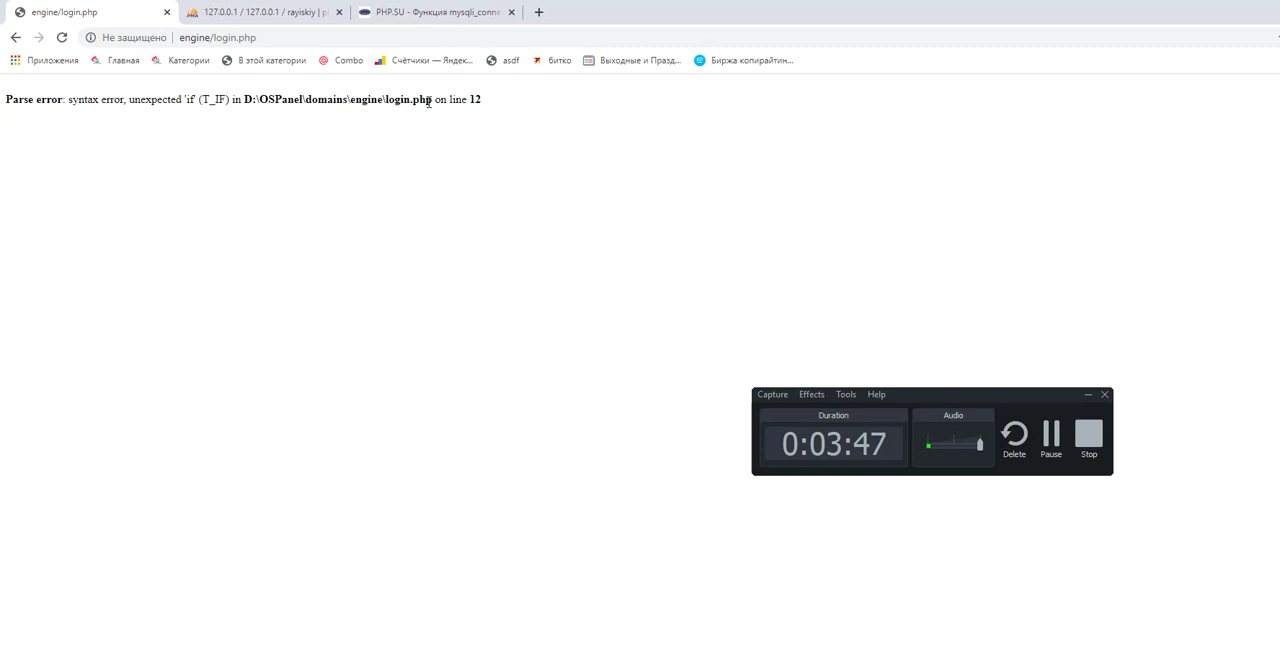 engine/login.php
127.0.0.1 / 127.0.0.1 / rayiskiy | p
PHP.SU - Функция mysqli_conne
Не защищено
engine/login.php
Приложения
Главная
Категории
В этой категории
Combo
Счётчики — Яндек...
asdf
битко
Выходные и Празд...
Биржа копирайтин...
Parse error: syntax error, unexpected 'if' (T_IF) in D:\OSPanel\domains\engine\login.php on line 12
Capture
Effects
Tools
Help
Duration
Audio
0:03:47
Delete
Pause
Stop